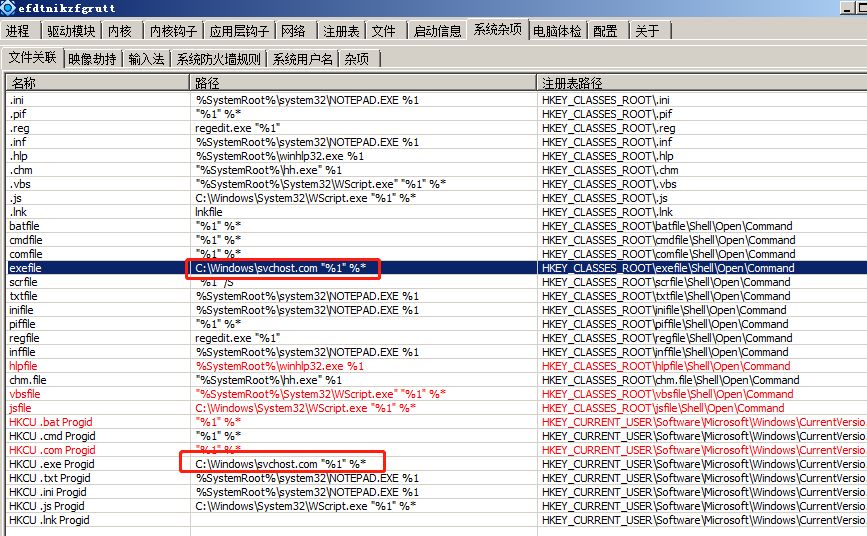 efdtnikzfgrutt
进程 驱动模块 内核 内核钩子 应用层钩子 网络 注册表 文件 启动信息 系统杂项 电脑体检 配置 关于
文件关联 映像劫持 输入法 系统防火墙规则 系统用户名 杂项
名称 路径 注册表路径
.ini %SystemRoot%\system32\NOTEPAD.EXE %1 HKEY_CLASSES_ROOT\.ini
.pif "%1" %* HKEY_CLASSES_ROOT\.pif
.reg regedit.exe "%1" HKEY_CLASSES_ROOT\.reg
.inf %SystemRoot%\system32\NOTEPAD.EXE %1 HKEY_CLASSES_ROOT\.inf
.hlp %SystemRoot%\winhlp32.exe %1 HKEY_CLASSES_ROOT\.hlp
.chm "%SystemRoot%\hh.exe" %1 HKEY_CLASSES_ROOT\.chm
.vbs "%SystemRoot%\System32\WScript.exe" "%1" %* HKEY_CLASSES_ROOT\.vbs
.js C:\Windows\System32\WScript.exe "%1" %* HKEY_CLASSES_ROOT\.js
.lnk lnkfile HKEY_CLASSES_ROOT\.lnk
batfile "%1" %* HKEY_CLASSES_ROOT\batfile\Shell\Open\Command
cmdfile "%1" %* HKEY_CLASSES_ROOT\cmdfile\Shell\Open\Command
comfile "%1" %* HKEY_CLASSES_ROOT\comfile\Shell\Open\Command
exefile C:\Windows\svchost.com "%1" %* HKEY_CLASSES_ROOT\exefile\Shell\Open\Command
scrfile "%1" /S HKEY_CLASSES_ROOT\scrfile\Shell\Open\Command
txtfile %SystemRoot%\system32\NOTEPAD.EXE %1 HKEY_CLASSES_ROOT\txtfile\Shell\Open\Command
inifile %SystemRoot%\system32\NOTEPAD.EXE %1 HKEY_CLASSES_ROOT\inifile\Shell\Open\Command
piffile "%1" %* HKEY_CLASSES_ROOT\piffile\Shell\Open\Command
regfile regedit.exe "%1" HKEY_CLASSES_ROOT\regfile\Shell\Open\Command
inffile %SystemRoot%\system32\NOTEPAD.EXE %1 HKEY_CLASSES_ROOT\inffile\Shell\Open\Command
hlpfile %SystemRoot%\winhlp32.exe %1 HKEY_CLASSES_ROOT\hlpfile\Shell\Open\Command
chm.file "%SystemRoot%\hh.exe" %1 HKEY_CLASSES_ROOT\chm.file\Shell\Open\Command
vbsfile "%SystemRoot%\System32\WScript.exe" "%1" %* HKEY_CLASSES_ROOT\vbsfile\Shell\Open\Command
jsfile C:\Windows\System32\WScript.exe "%1" %* HKEY_CLASSES_ROOT\jsfile\Shell\Open\Command
HKCU .bat Progid "%1" %* HKEY_CURRENT_USER\Software\Microsoft\Windows\CurrentVersio
HKCU .cmd Progid "%1" %* HKEY_CURRENT_USER\Software\Microsoft\Windows\CurrentVersio
HKCU .com Progid "%1" %* HKEY_CURRENT_USER\Software\Microsoft\Windows\CurrentVersio
HKCU .exe Progid C:\Windows\svchost.com "%1" %* HKEY_CURRENT_USER\Software\Microsoft\Windows\CurrentVersio
HKCU .txt Progid %SystemRoot%\system32\NOTEPAD.EXE %1 HKEY_CURRENT_USER\Software\Microsoft\Windows\CurrentVersio
HKCU .ini Progid %SystemRoot%\system32\NOTEPAD.EXE %1 HKEY_CURRENT_USER\Software\Microsoft\Windows\CurrentVersio
HKCU .js Progid C:\Windows\System32\WScript.exe "%1" %* HKEY_CURRENT_USER\Software\Microsoft\Windows\CurrentVersio
HKCU .lnk Progid HKEY_CURRENT_USER\Software\Microsoft\Windows\CurrentVersio